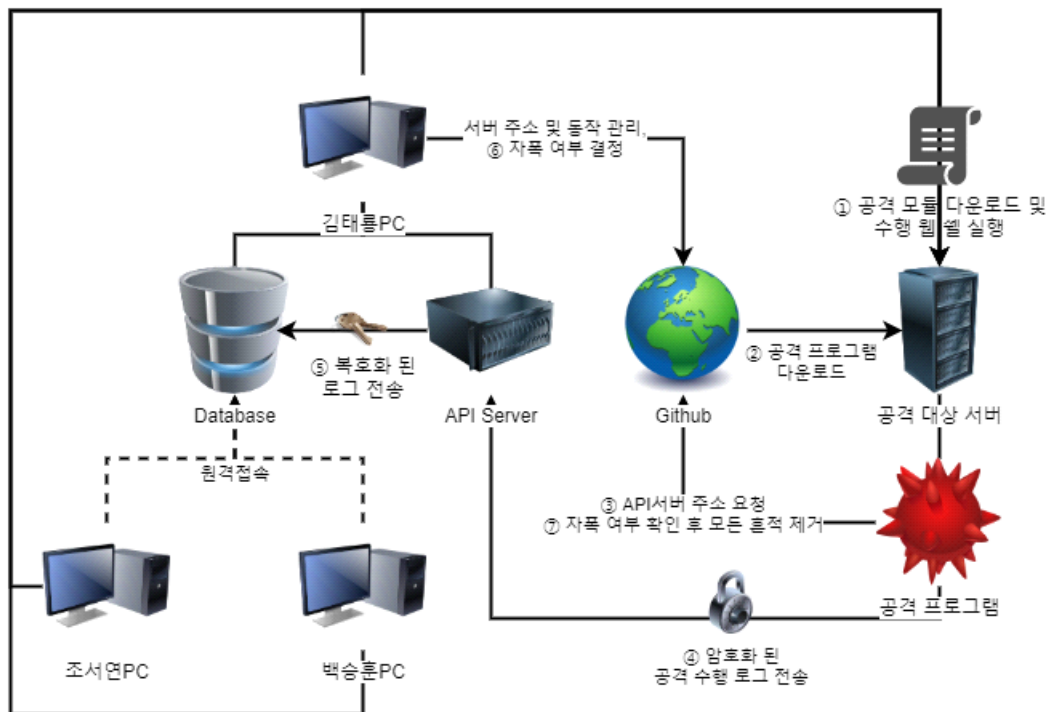 서버 주소 및 동작 관리,
⑥ 자폭 여부 결정
① 공격 모듈 다운로드 및
수행 웹 쉘 실행
김태룡PC
⑤ 복호화 된
로그 전송
② 공격 프로그램
다운로드
Database
API Server
Github
공격 대상 서버
원격접속
③ API서버 주소 요청
⑦ 자폭 여부 확인 후 모든 흔적 제거
공격 프로그램
조서연PC
백승훈PC
④ 암호화 된
공격 수행 로그 전송